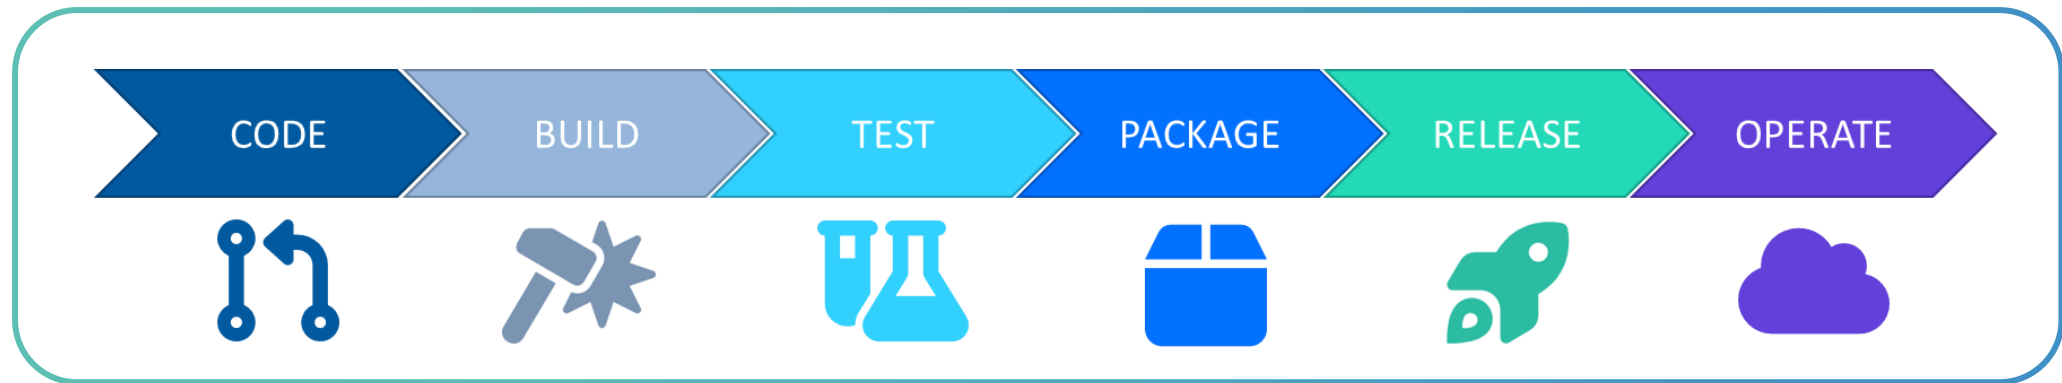 CODE
BUILD
TEST
PACKAGE
RELEASE
OPERATE